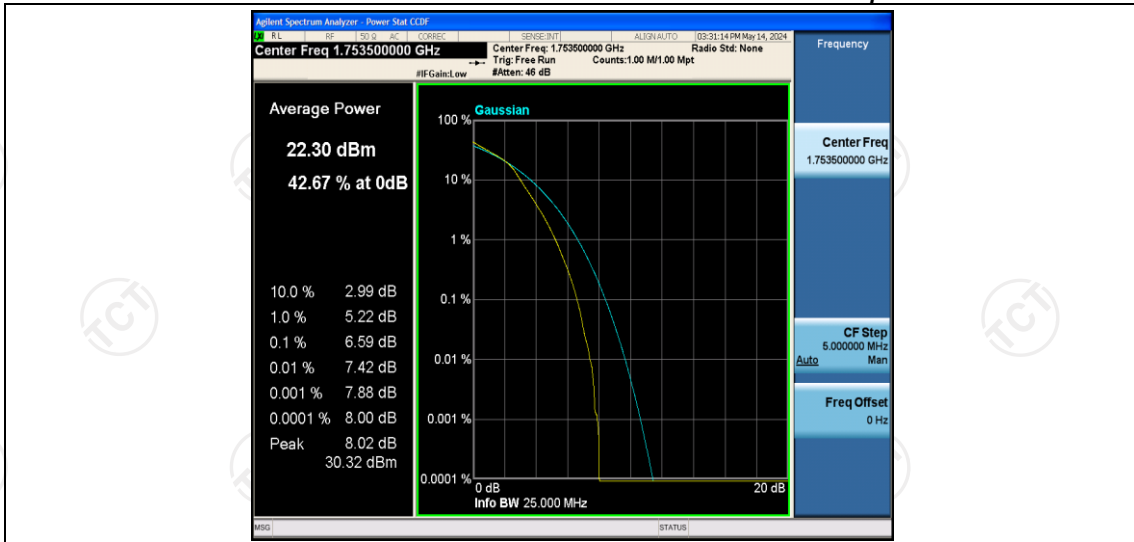 Agilent Spectrum Analyzer - Power Stat CCDF
RL RF 50 Ω AC CORREC SENSE:INT ALIGN AUTO 03:31:14 PM May 14, 2024
Center Freq 1.753500000 GHz
Center Freq: 1.753500000 GHz Radio Std: None
Trig: Free Run Counts:1.00 M/1.00 Mpt
#IFGain:Low #Atten: 46 dB
Frequency
Average Power
22.30 dBm
42.67 % at 0dB
10.0 % 2.99 dB
1.0 % 5.22 dB
0.1 % 6.59 dB
0.01 % 7.42 dB
0.001 % 7.88 dB
0.0001 % 8.00 dB
Peak 8.02 dB
30.32 dBm
Gaussian
100 %
10 %
1 %
0.1 %
0.01 %
0.001 %
0.0001 %
0 dB 20 dB
Info BW 25.000 MHz
Center Freq
1.753500000 GHz
CF Step
5.000000 MHz
Auto Man
Freq Offset
0 Hz
MSG STATUS
TCT
TCT